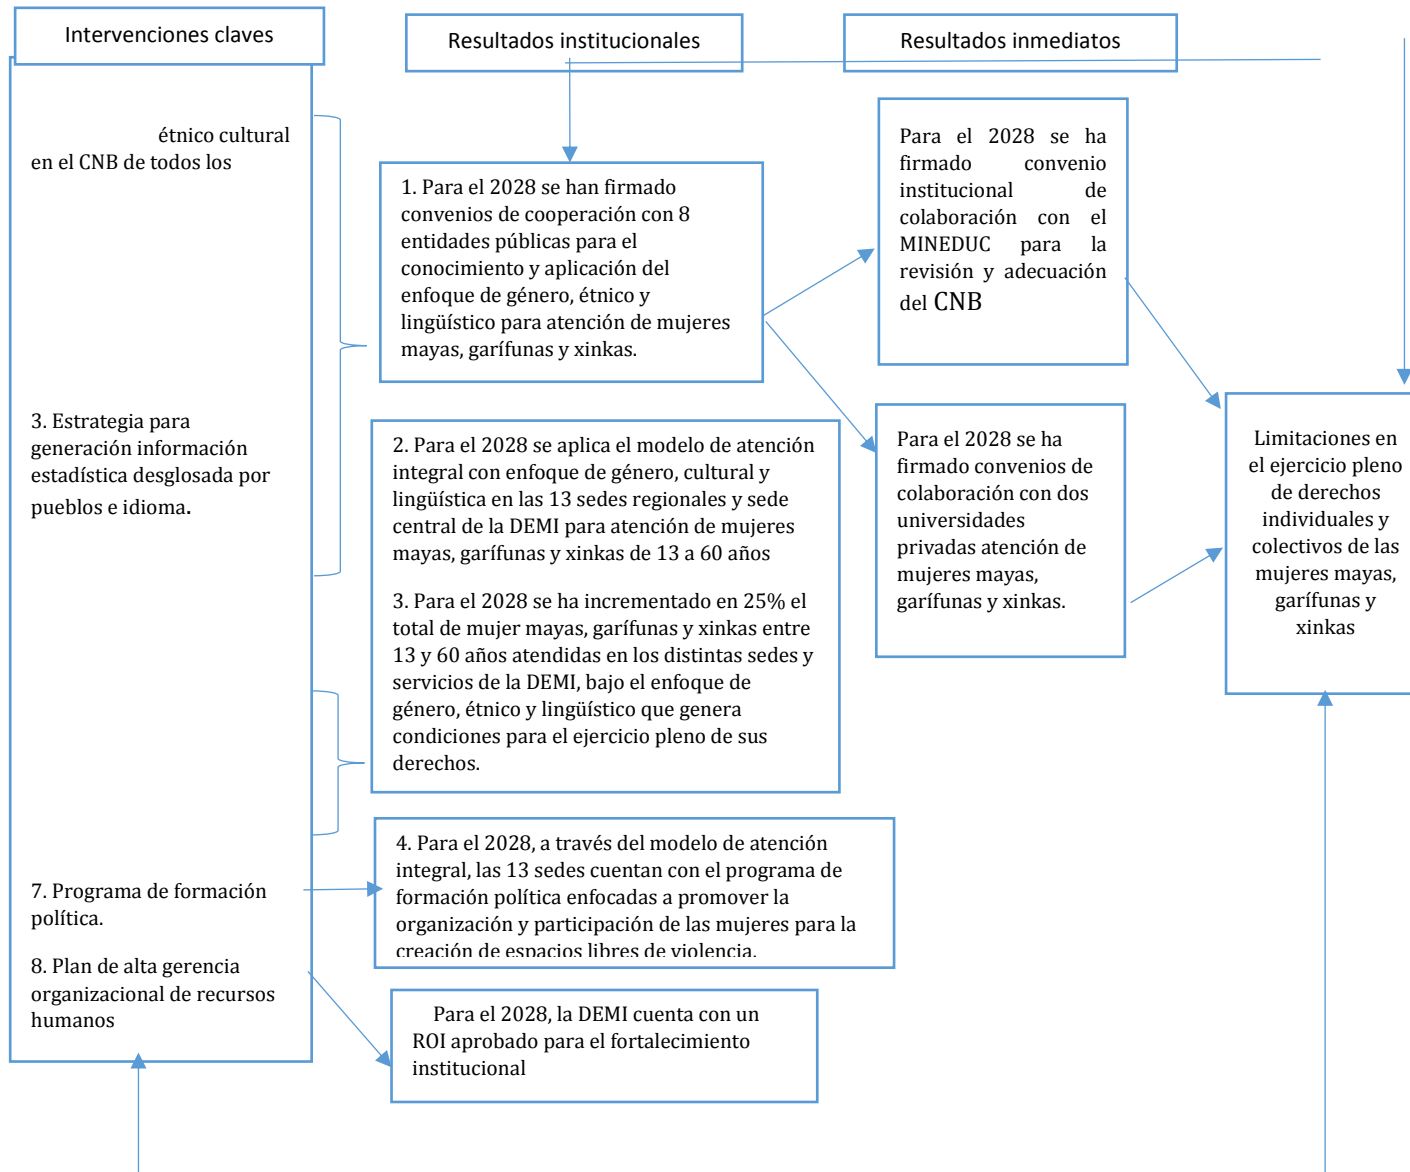 Intervenciones claves
Resultados institucionales
Resultados inmediatos
étnico cultural
en el CNB de todos los
3. Estrategia para
generación información
estadística desglosada por
pueblos e idioma.
7. Programa de formación
política.
8. Plan de alta gerencia
organizacional de recursos
humanos
1. Para el 2028 se han firmado
convenios de cooperación con 8
entidades públicas para el
conocimiento y aplicación del
enfoque de género, étnico y
lingüístico para atención de mujeres
mayas, garífunas y xinkas.
2. Para el 2028 se aplica el modelo de atención
integral con enfoque de género, cultural y
lingüística en las 13 sedes regionales y sede
central de la DEMI para atención de mujeres
mayas, garífunas y xinkas de 13 a 60 años
3. Para el 2028 se ha incrementado en 25% el
total de mujer mayas, garífunas y xinkas entre
13 y 60 años atendidas en los distintas sedes y
servicios de la DEMI, bajo el enfoque de
género, étnico y lingüístico que genera
condiciones para el ejercicio pleno de sus
derechos.
4. Para el 2028, a través del modelo de atención
integral, las 13 sedes cuentan con el programa de
formación política enfocadas a promover la
organización y participación de las mujeres para la
creación de espacios libres de violencia.
Para el 2028, la DEMI cuenta con un
ROI aprobado para el fortalecimiento
institucional
Para el 2028 se ha
firmado convenio
institucional de
colaboración con el
MINEDUC para la
revisión y adecuación
del CNB
Para el 2028 se ha
firmado convenios de
colaboración con dos
universidades
privadas atención de
mujeres mayas,
garífunas y xinkas.
Limitaciones en
el ejercicio pleno
de derechos
individuales y
colectivos de las
mujeres mayas,
garífunas y
xinkas